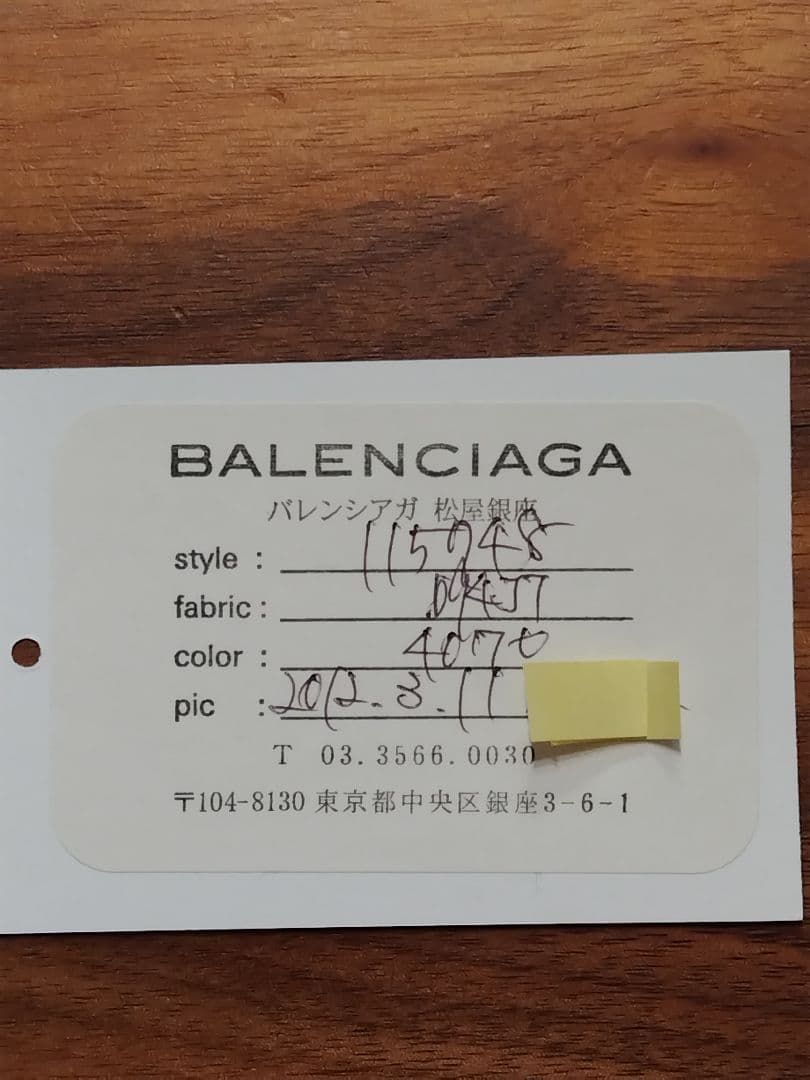 BALENCIAGA
バレンシアガ 松屋銀座
style : 115748
fabric :
color : 4070
pic : 2012.3.11
T 03.3566.0030
〒104-8130 東京都中央区銀座3-6-1